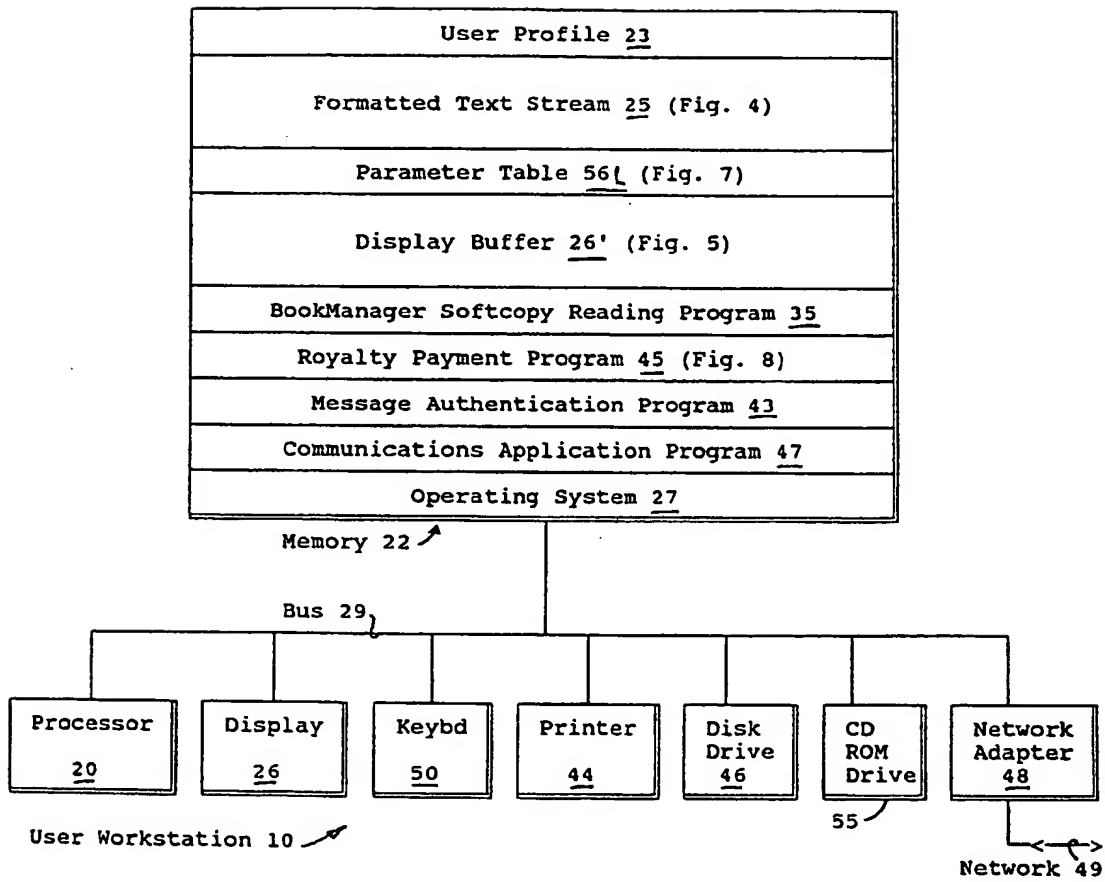 User Profile 23
Formatted Text Stream 25 (Fig. 4)
Parameter Table 56[ (Fig. 7)
Display Buffer 26' (Fig. 5)
BookManager Softcopy Reading Program 35
Royalty Payment Program 45 (Fig. 8)
Message Authentication Program 43
Communications Application Program 47
Operating System 27
Memory 22
Bus 29
Processor
20
Display
26
Keybd
50
Printer
44
Disk
Drive
46
CD
ROM
Drive
55
Network
Adapter
48
User Workstation 10
Network 49